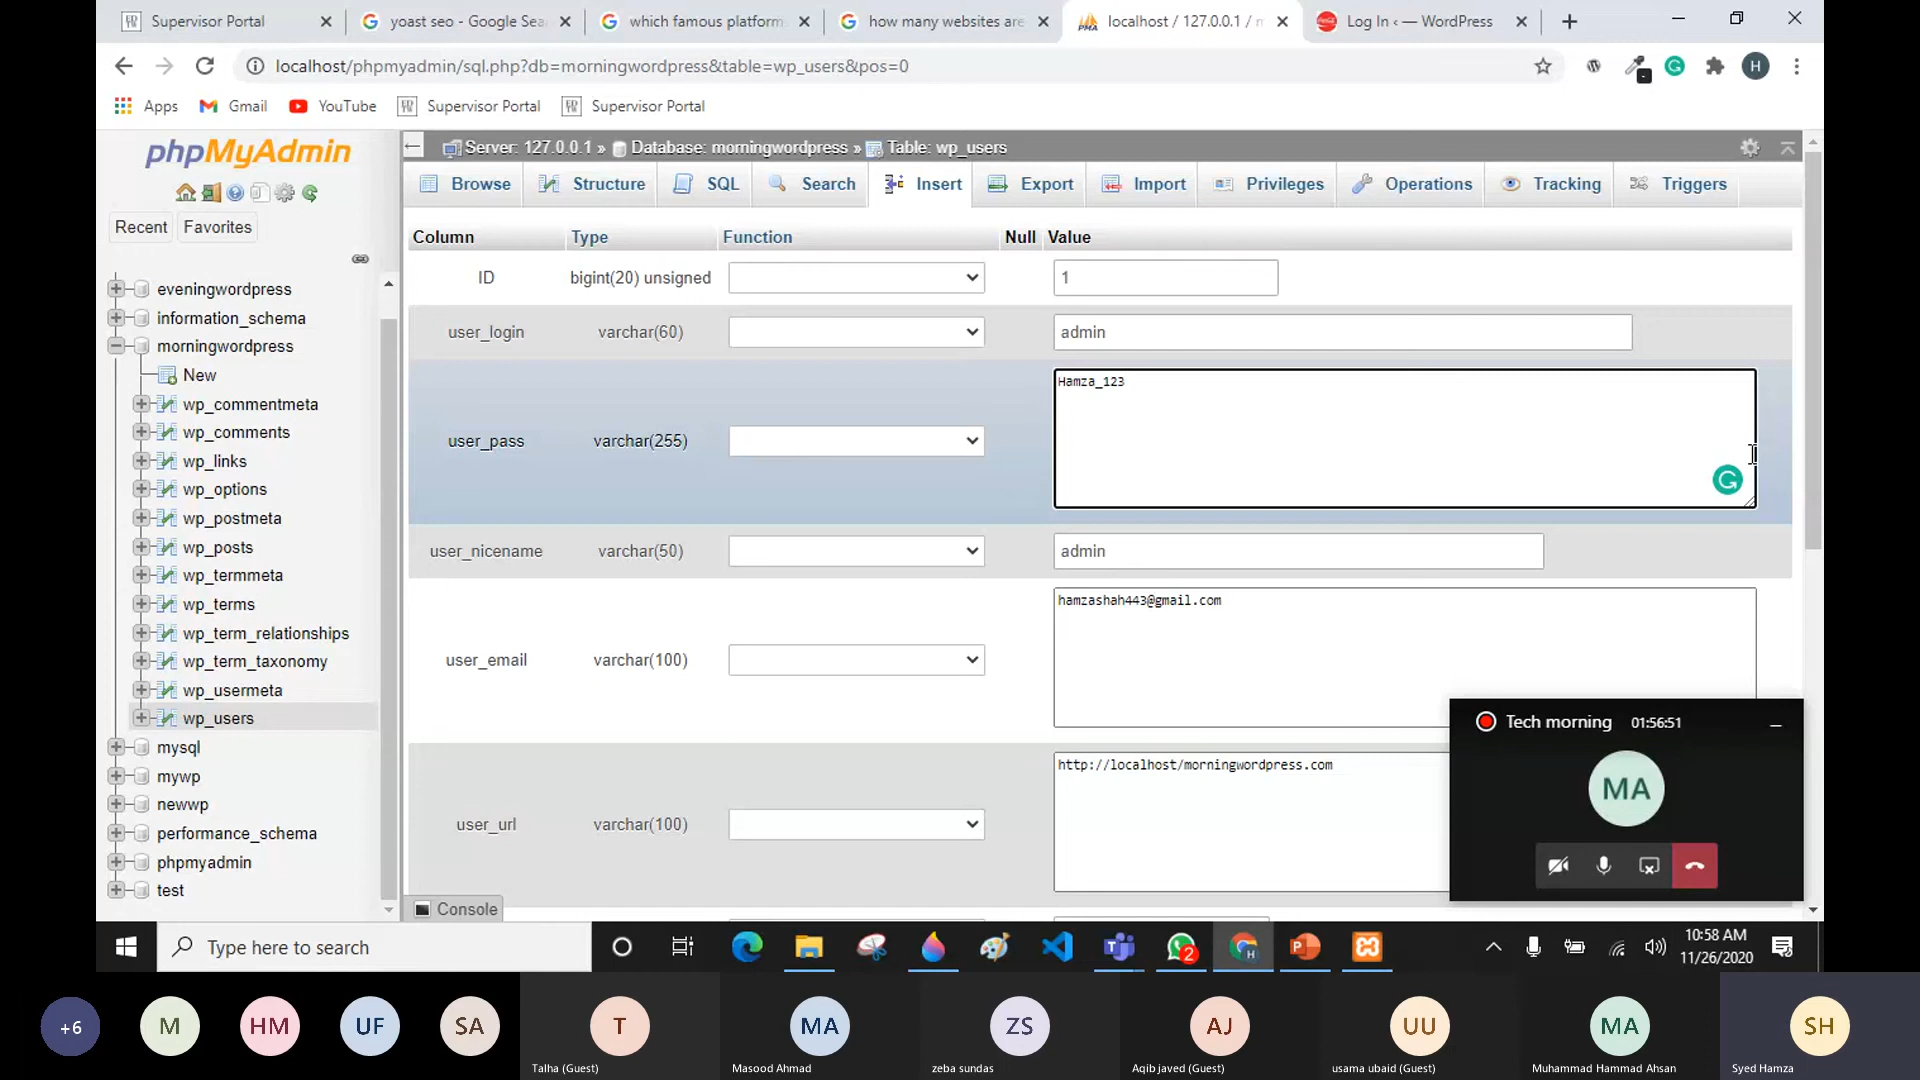 Supervisor Portal
yoast seo - Google Sea
which famous platform
how many websites are
localhost / 127.0.0.1 / m
Log In ‹ — WordPress
localhost/phpmyadmin/sql.php?db=morningwordpress&table=wp_users&pos=0
H
Apps
Gmail
YouTube
Supervisor Portal
Supervisor Portal
phpMyAdmin
Recent
Favorites
eveningwordpress
information_schema
morningwordpress
New
wp_commentmeta
wp_comments
wp_links
wp_options
wp_postmeta
wp_posts
wp_termmeta
wp_terms
wp_term_relationships
wp_term_taxonomy
wp_usermeta
wp_users
mysql
mywp
newwp
performance_schema
phpmyadmin
test
Server: 127.0.0.1 » Database: morningwordpress » Table: wp_users
Browse Structure SQL Search Insert Export Import Privileges Operations Tracking Triggers
Column Type Function Null Value
ID bigint(20) unsigned 1
user_login varchar(60) admin
user_pass varchar(255) Hamza_123
user_nicename varchar(50) admin
user_email varchar(100) hamzashah443@gmail.com
user_url varchar(100) http://localhost/morningwordpress.com
Console
Tech morning 01:56:51
MA
Type here to search
2
10:58 AM
11/26/2020
+6
M
HM
UF
SA
T
Talha (Guest)
MA
Masood Ahmad
ZS
zeba sundas
AJ
Aqib javed (Guest)
UU
usama ubaid (Guest)
MA
Muhammad Hammad Ahsan
SH
Syed Hamza